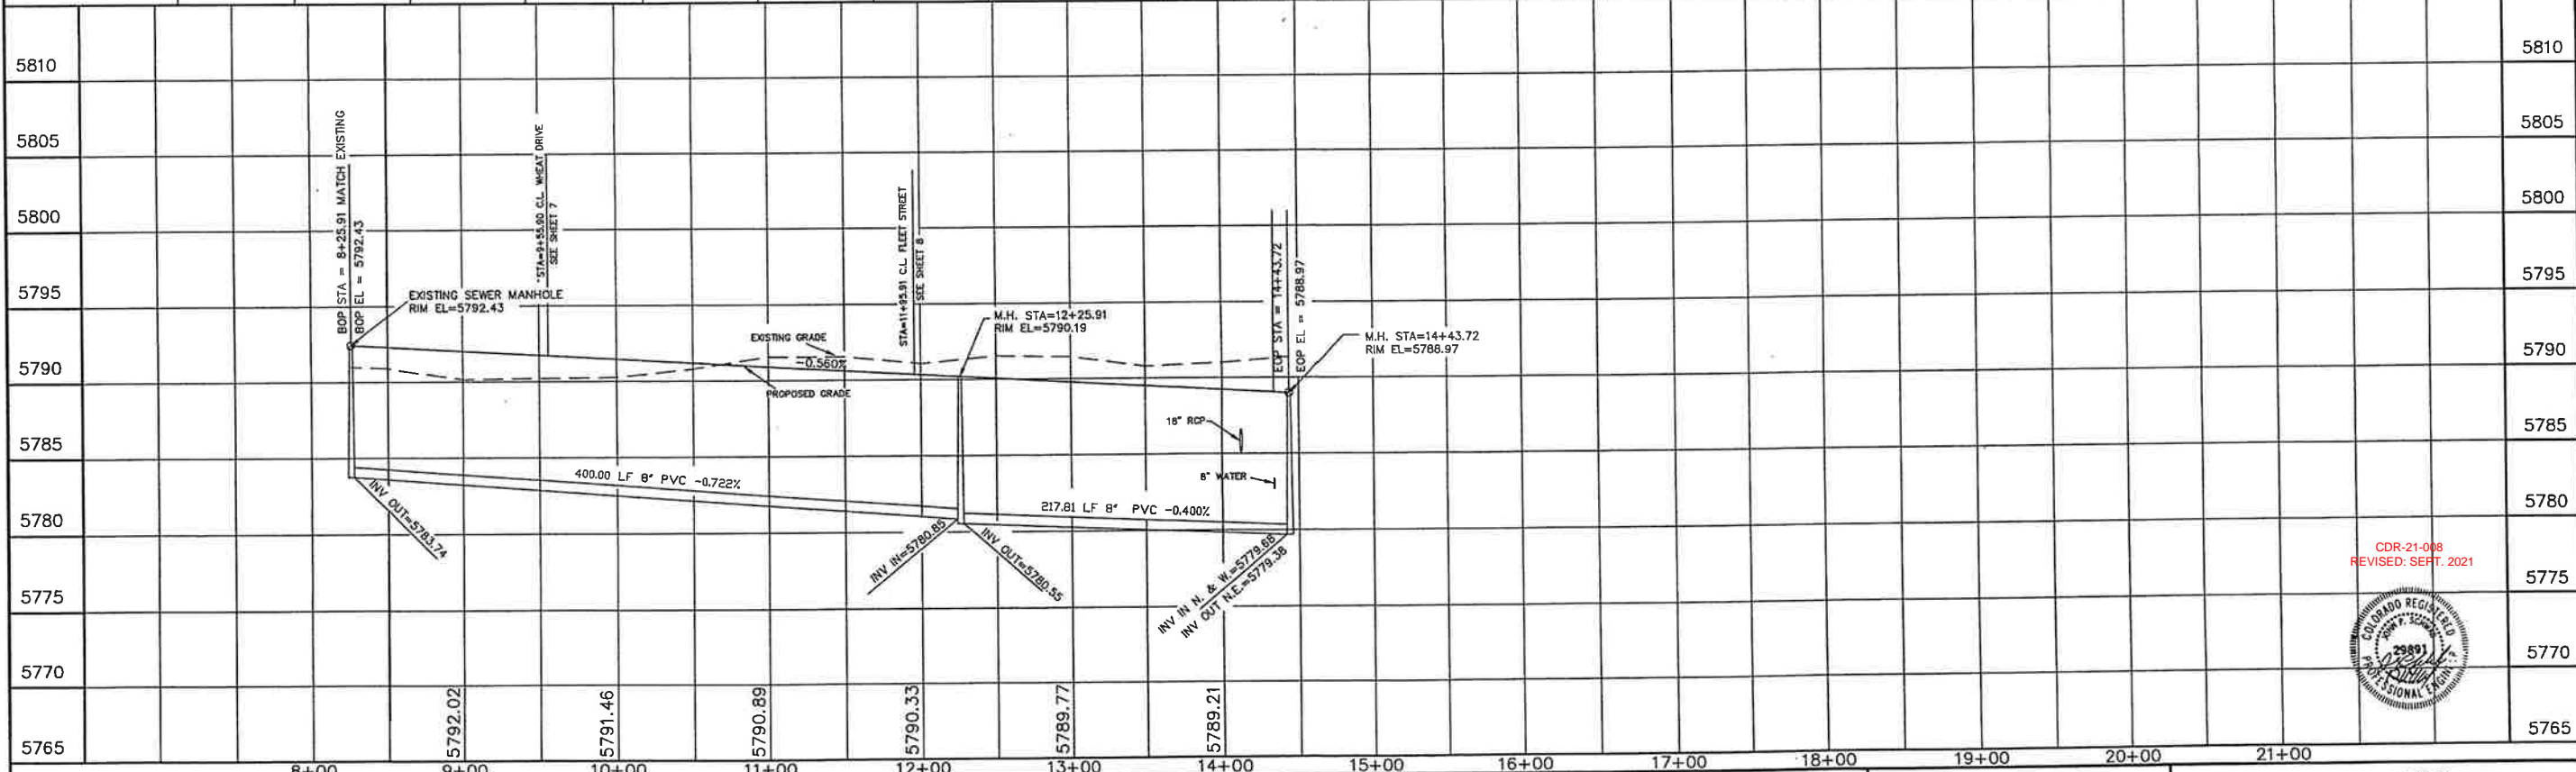 5810
5810
5805
5805
5800
5800
5795
5795
5790
5790
5785
5785
5780
5780
5775
5775
5770
5770
5765
5765
BOP STA = 8+25.91 MATCH EXISTING
BOP EL = 5792.43
EXISTING SEWER MANHOLE
RIM EL=5792.43
STA=9+55.90 C.L. WHEAT DRIVE
SEE SHEET 7
EXISTING GRADE
-0.560%
PROPOSED GRADE
STA=11+95.91 C.L. FLEET STREET
SEE SHEET 8
M.H. STA=12+25.91
RIM EL=5790.19
EOP STA = 14+43.72
EOP EL = 5788.97
M.H. STA=14+43.72
RIM EL=5788.97
18" RCP
8" WATER
400.00 LF 8" PVC -0.722%
217.81 LF 8" PVC -0.400%
INV OUT=5783.74
INV IN=5780.85
INV OUT=5780.55
INV IN N. & W.=5779.68
INV OUT N.E.=5779.38
CDR-21-008
REVISED: SEPT. 2021
COLORADO REGISTERED
JOHN P. SCHWAB
29891
PROFESSIONAL ENGINEER
5792.02
5791.46
5790.89
5790.33
5789.77
5789.21
8+00
9+00
10+00
11+00
12+00
13+00
14+00
15+00
16+00
17+00
18+00
19+00
20+00
21+00